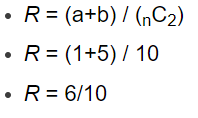 • R = (a+b) / (ₙC₂)
• R = (1+5) / 10
• R = 6/10